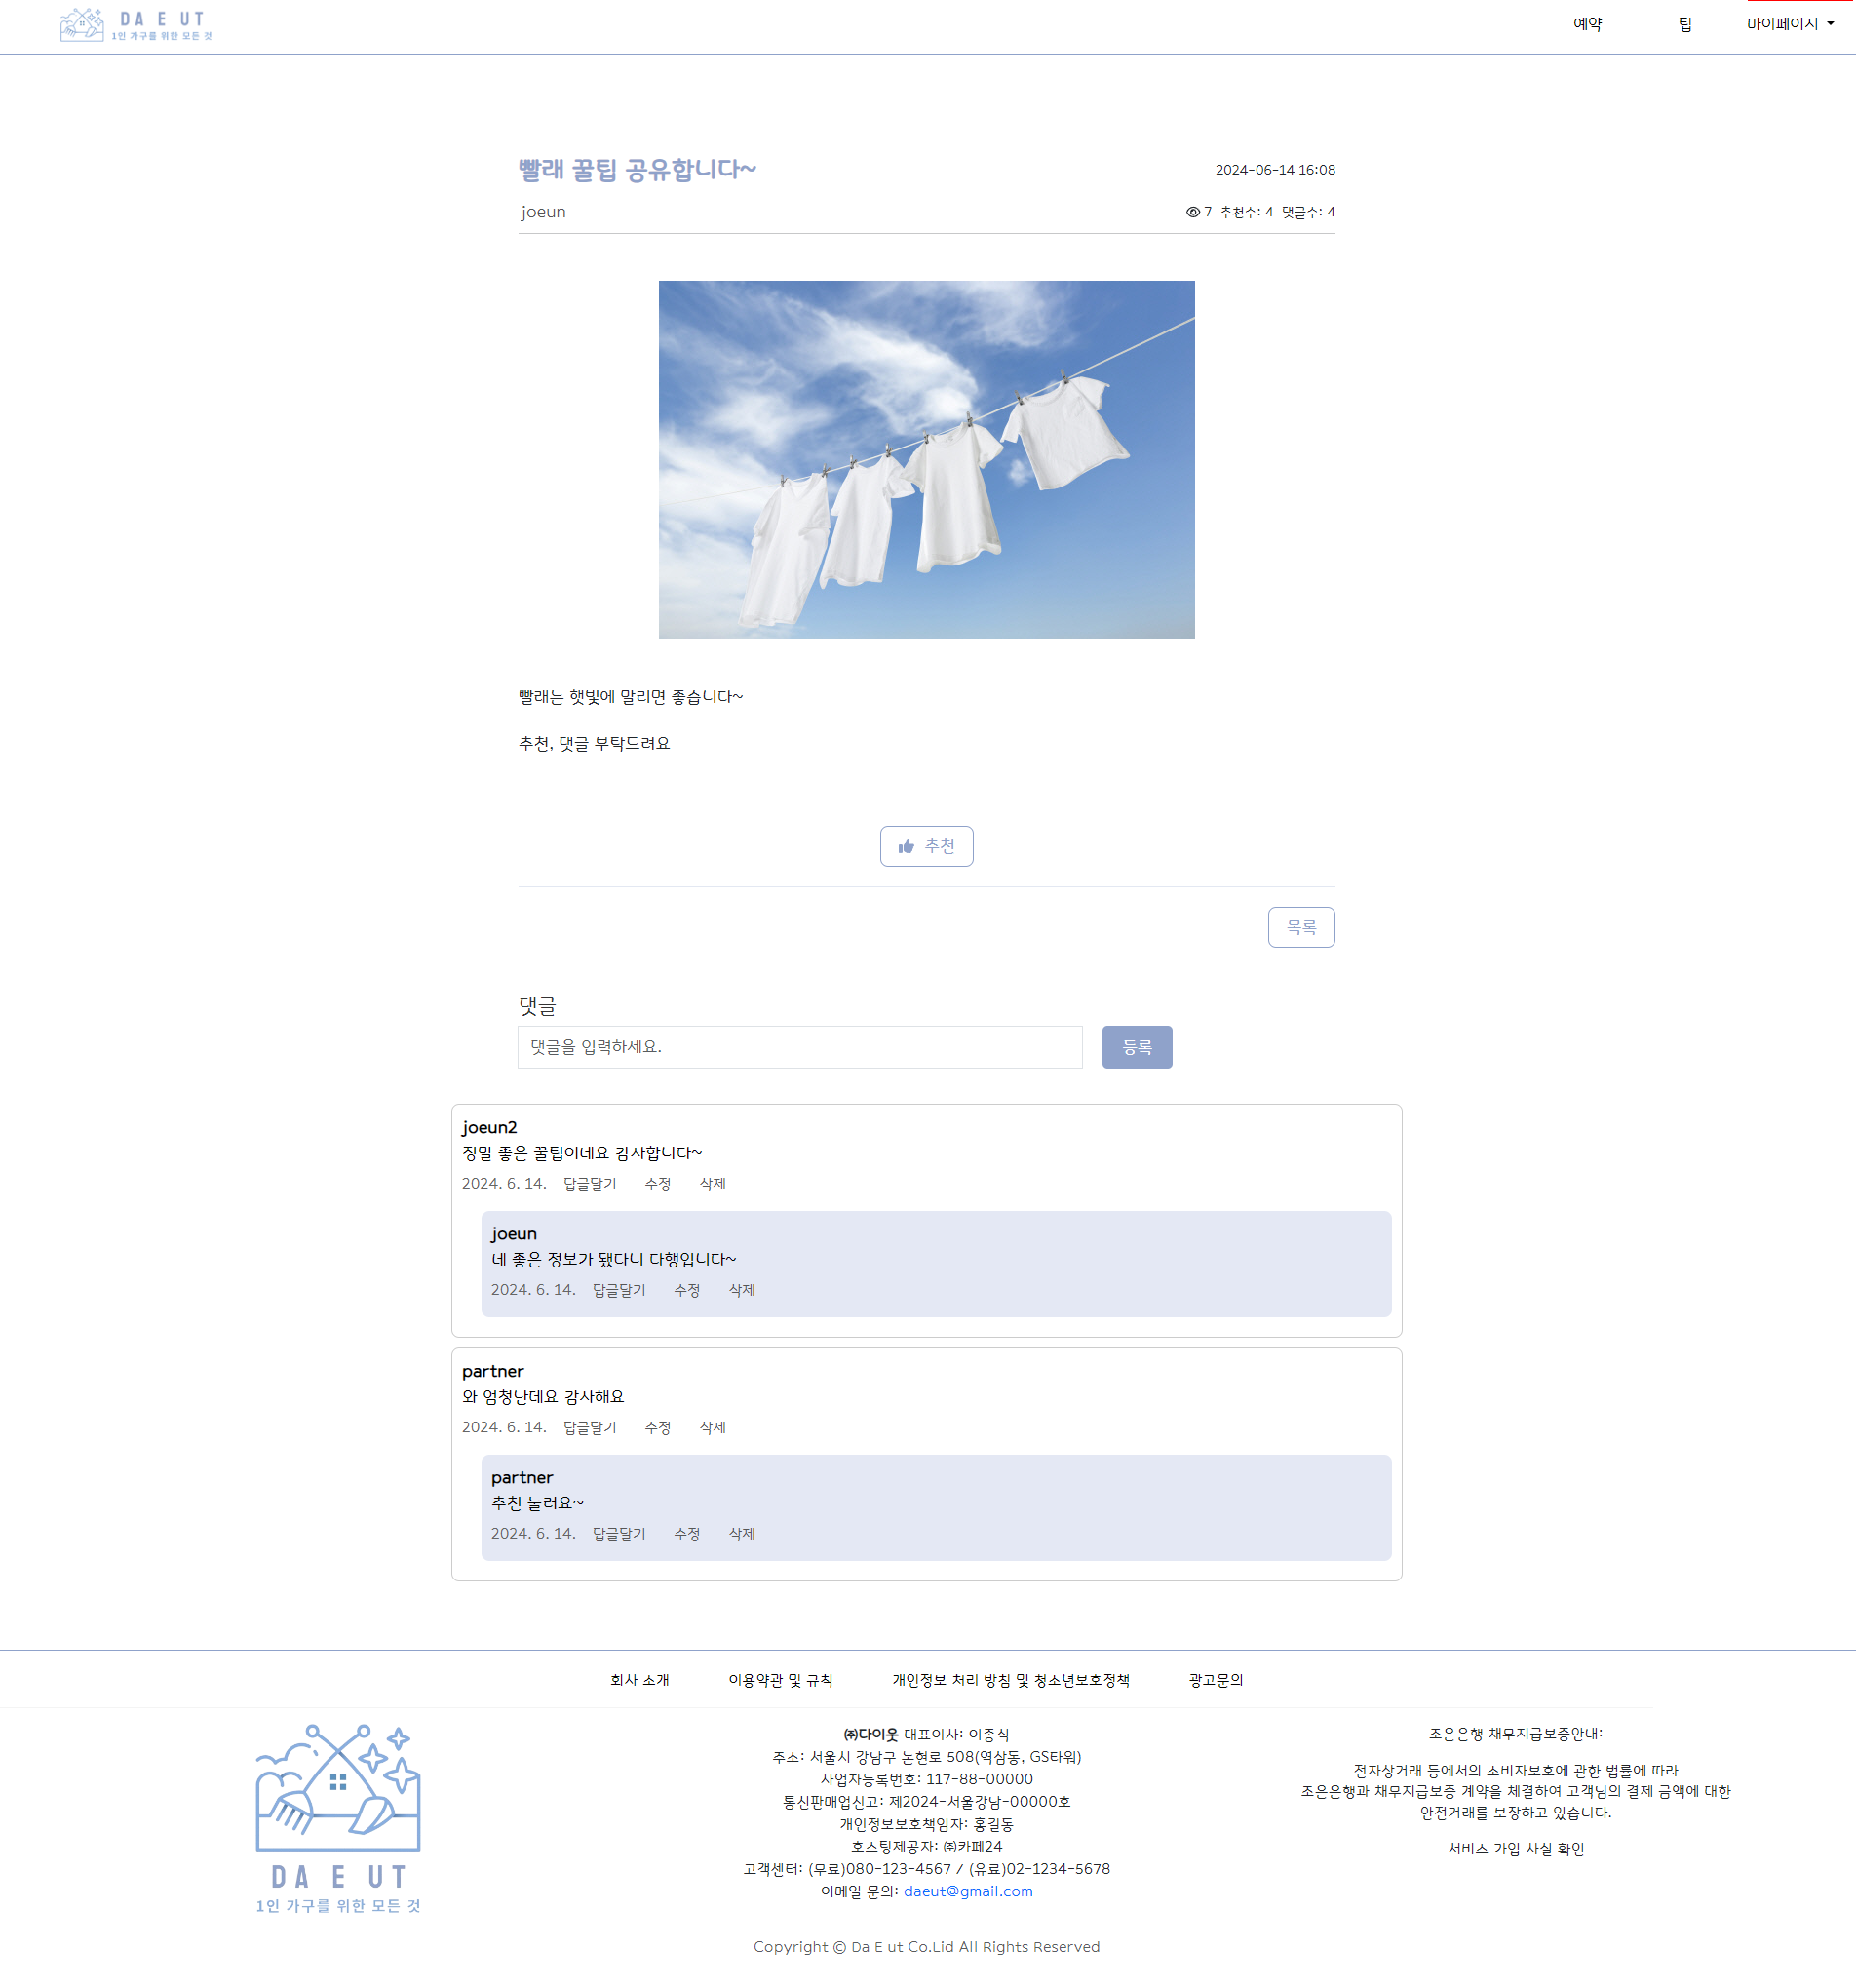 DA E UT
1인 가구를 위한 모든 것
예약 팁 마이페이지
빨래 꿀팁 공유합니다~
2024-06-14 16:08
joeun
7 추천수: 4 댓글수: 4
빨래는 햇빛에 말리면 좋습니다~
추천, 댓글 부탁드려요
추천
목록
댓글
댓글을 입력하세요.
등록
joeun2
정말 좋은 꿀팁이네요 감사합니다~
2024. 6. 14. 답글달기 수정 삭제
joeun
네 좋은 정보가 됐다니 다행입니다~
2024. 6. 14. 답글달기 수정 삭제
partner
와 엄청난데요 감사해요
2024. 6. 14. 답글달기 수정 삭제
partner
추천 눌러요~
2024. 6. 14. 답글달기 수정 삭제
회사 소개 이용약관 및 규칙 개인정보 처리 방침 및 청소년보호정책 광고문의
DA E UT
1인 가구를 위한 모든 것
㈜다이웃 대표이사: 이종식
주소: 서울시 강남구 논현로 508(역삼동, GS타워)
사업자등록번호: 117-88-00000
통신판매업신고: 제2024-서울강남-00000호
개인정보보호책임자: 홍길동
호스팅제공자: ㈜카페24
고객센터: (무료)080-123-4567 / (유료)02-1234-5678
이메일 문의: daeut@gmail.com
조은은행 채무지급보증안내:
전자상거래 등에서의 소비자보호에 관한 법률에 따라
조은은행과 채무지급보증 계약을 체결하여 고객님의 결제 금액에 대한
안전거래를 보장하고 있습니다.
서비스 가입 사실 확인
Copyright © Da E ut Co.Lid All Rights Reserved